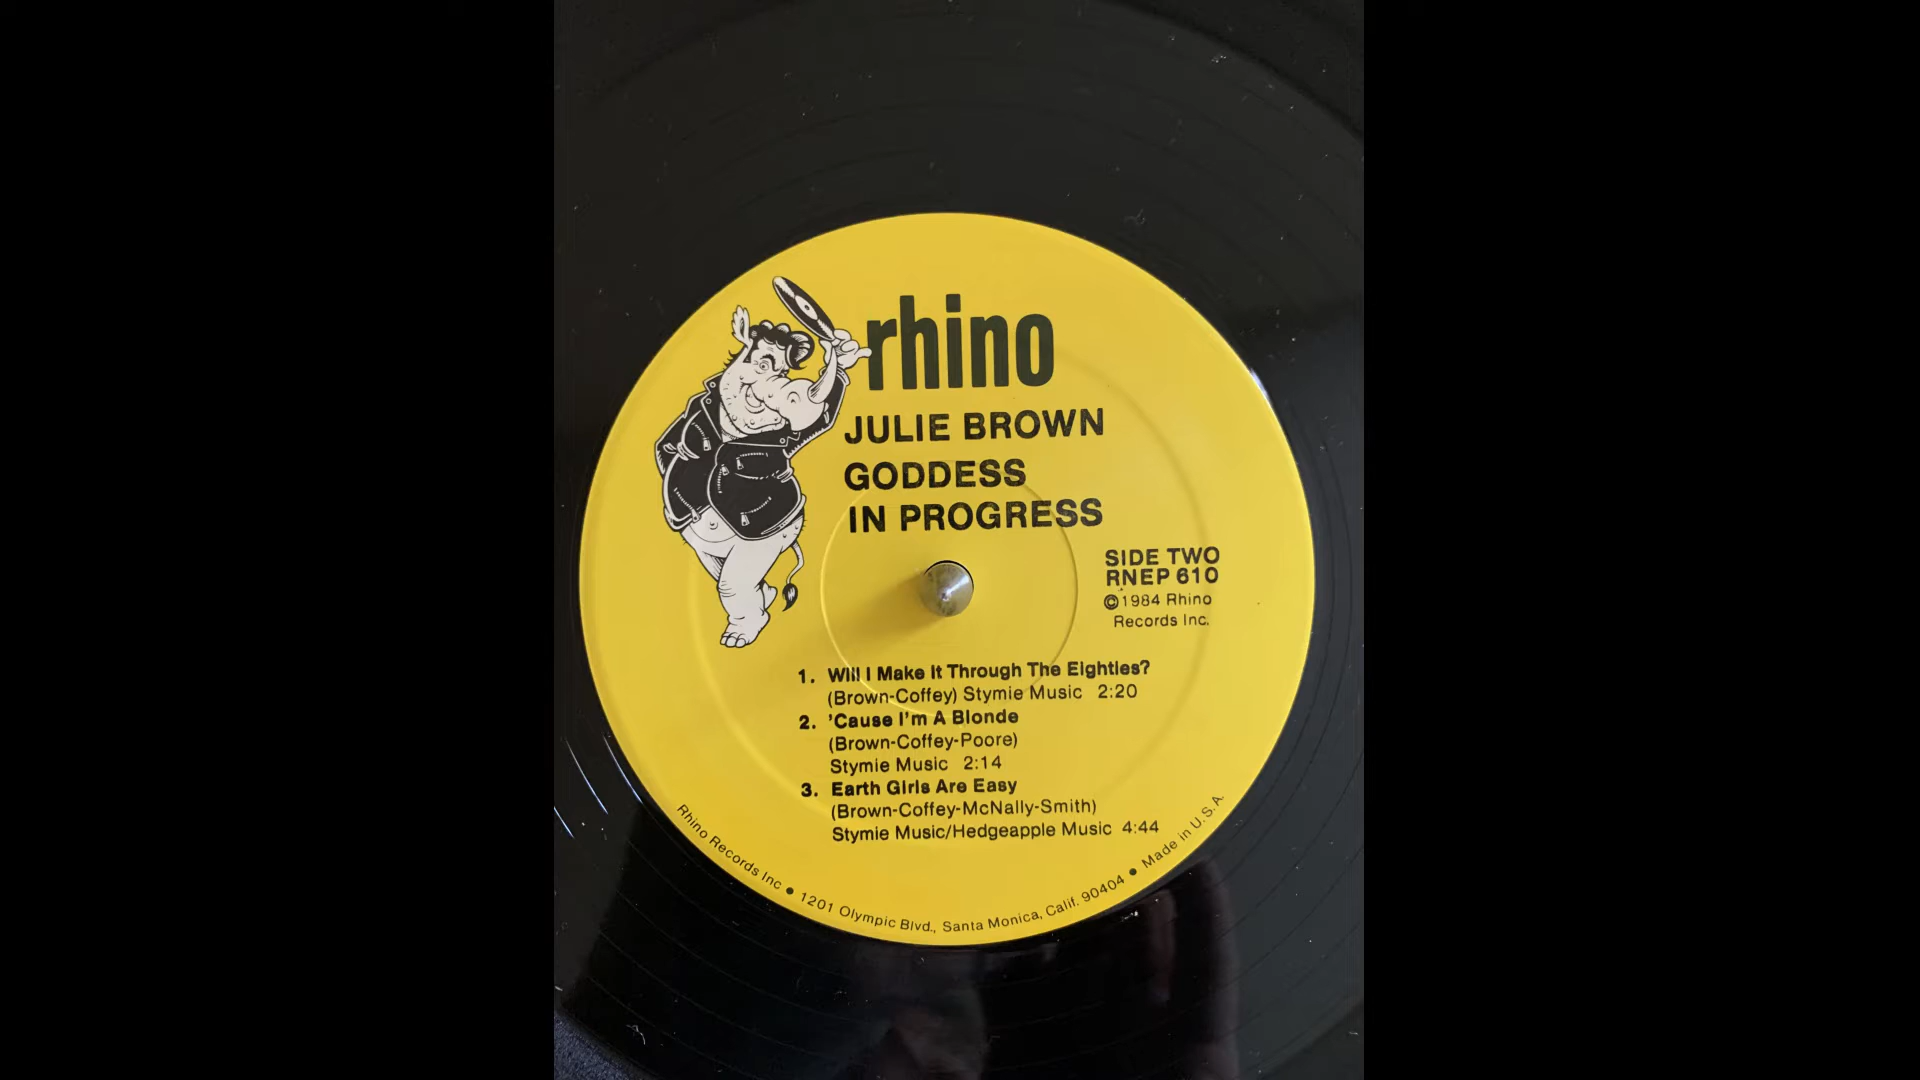 rhino
JULIE BROWN
GODDESS
IN PROGRESS
SIDE TWO
RNEP 610
©1984 Rhino
Records Inc.
1. Will I Make It Through The Eighties?
(Brown-Coffey) Stymie Music 2:20
2. 'Cause I'm A Blonde
(Brown-Coffey-Poore)
Stymie Music 2:14
3. Earth Girls Are Easy
(Brown-Coffey-McNally-Smith)
Stymie Music/Hedgeapple Music 4:44
Rhino Records Inc ● 1201 Olympic Blvd., Santa Monica, Calif. 90404 ● Made in U.S.A.